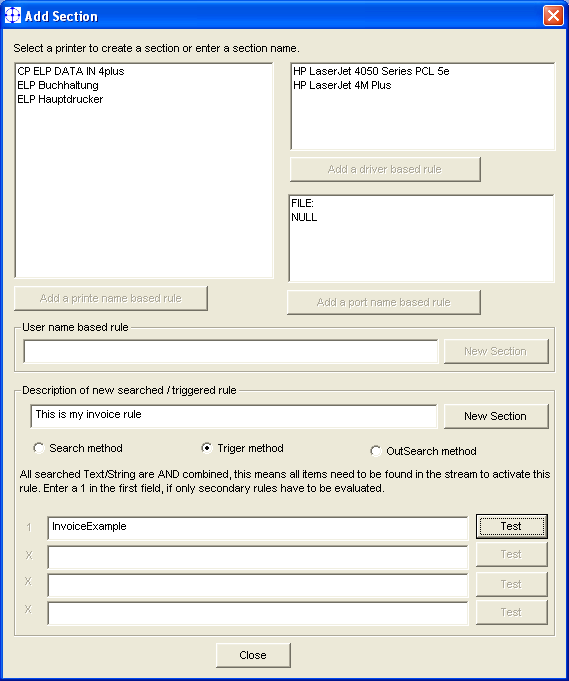 Add Section
Select a printer to create a section or enter a section name.
CP ELP DATA IN 4plus
ELP Buchhaltung
ELP Hauptdrucker
Add a printe name based rule
HP LaserJet 4050 Series PCL 5e
HP LaserJet 4M Plus
Add a driver based rule
FILE:
NULL
Add a port name based rule
User name based rule
New Section
Description of new searched / triggered rule
This is my invoice rule
New Section
Search method
Triger method
OutSearch method
All searched Text/String are AND combined, this means all items need to be found in the stream to activate this
rule. Enter a 1 in the first field, if only secondary rules have to be evaluated.
1 InvoiceExample Test
X Test
X Test
X Test
Close